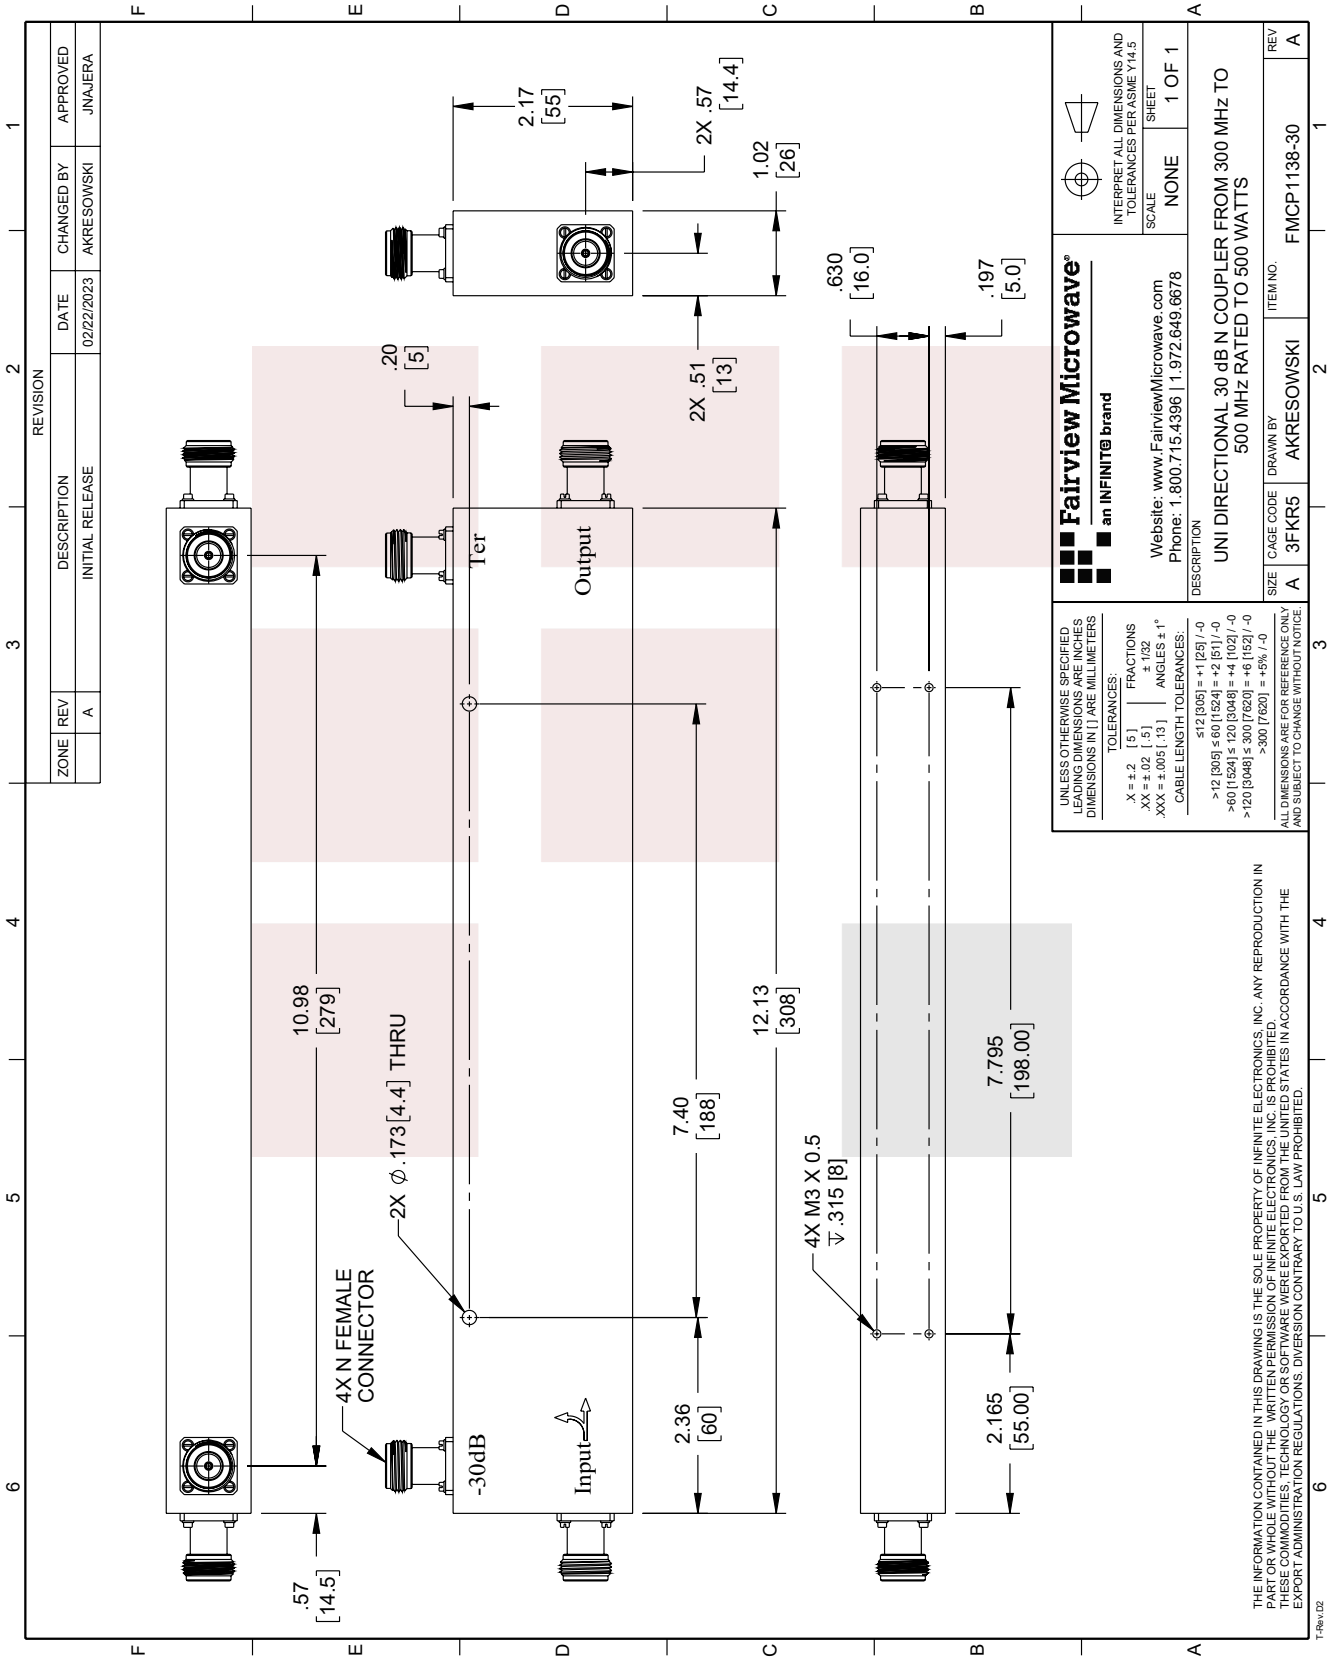 REVISION
ZONE REV DESCRIPTION DATE CHANGED BY APPROVED
A INITIAL RELEASE 02/22/2023 AKRESOWSKI JNAJERA
6 5 4 3 2 1
F
E
D
C
B
A
F
E
D
C
B
A
.57
[14.5]
10.98
[279]
4X N FEMALE
CONNECTOR
2X ⌀.173 [4.4] THRU
.20
[5]
-30dB
Ter
Input
Output
2.17
[55]
2X .57
[14.4]
2X .51
[13]
1.02
[26]
2.36
[60]
7.40
[188]
12.13
[308]
4X M3 X 0.5
↧ .315 [8]
.630
[16.0]
.197
[5.0]
2.165
[55.00]
7.795
[198.00]
THE INFORMATION CONTAINED IN THIS DRAWING IS THE SOLE PROPERTY OF INFINITE ELECTRONICS, INC. ANY REPRODUCTION IN
PART OR WHOLE WITHOUT THE WRITTEN PERMISSION OF INFINITE ELECTRONICS, INC. IS PROHIBITED.
THESE COMMODITIES, TECHNOLOGY OR SOFTWARE WERE EXPORTED FROM THE UNITED STATES IN ACCORDANCE WITH THE
EXPORT ADMINISTRATION REGULATIONS. DIVERSION CONTRARY TO U.S. LAW PROHIBITED.
UNLESS OTHERWISE SPECIFIED
LEADING DIMENSIONS ARE INCHES
DIMENSIONS IN [ ] ARE MILLIMETERS
TOLERANCES:
.X = ±.2 [5] FRACTIONS
.XX = ±.02 [.5] ± 1/32
.XXX = ±.005 [.13] ANGLES ± 1°
CABLE LENGTH TOLERANCES:
≤12 [305] = +1 [25] / -0
>12 [305] ≤ 60 [1524] = +2 [51] / -0
>60 [1524] ≤ 120 [3048] = +4 [102] / -0
>120 [3048] ≤ 300 [7620] = +6 [152] / -0
>300 [7620] = +5% / -0
ALL DIMENSIONS ARE FOR REFERENCE ONLY
AND SUBJECT TO CHANGE WITHOUT NOTICE.
Fairview Microwave®
an INFINIT@ brand
Website: www.FairviewMicrowave.com
Phone: 1.800.715.4396 | 1.972.649.6678
INTERPRET ALL DIMENSIONS AND
TOLERANCES PER ASME Y14.5
SCALE
NONE
SHEET
1 OF 1
DESCRIPTION
UNI DIRECTIONAL 30 dB N COUPLER FROM 300 MHz TO
500 MHz RATED TO 500 WATTS
SIZE
A
CAGE CODE
3FKR5
DRAWN BY
AKRESOWSKI
ITEM NO.
FMCP1138-30
REV
A
6 5 4 3 2 1
T-Rev.D2